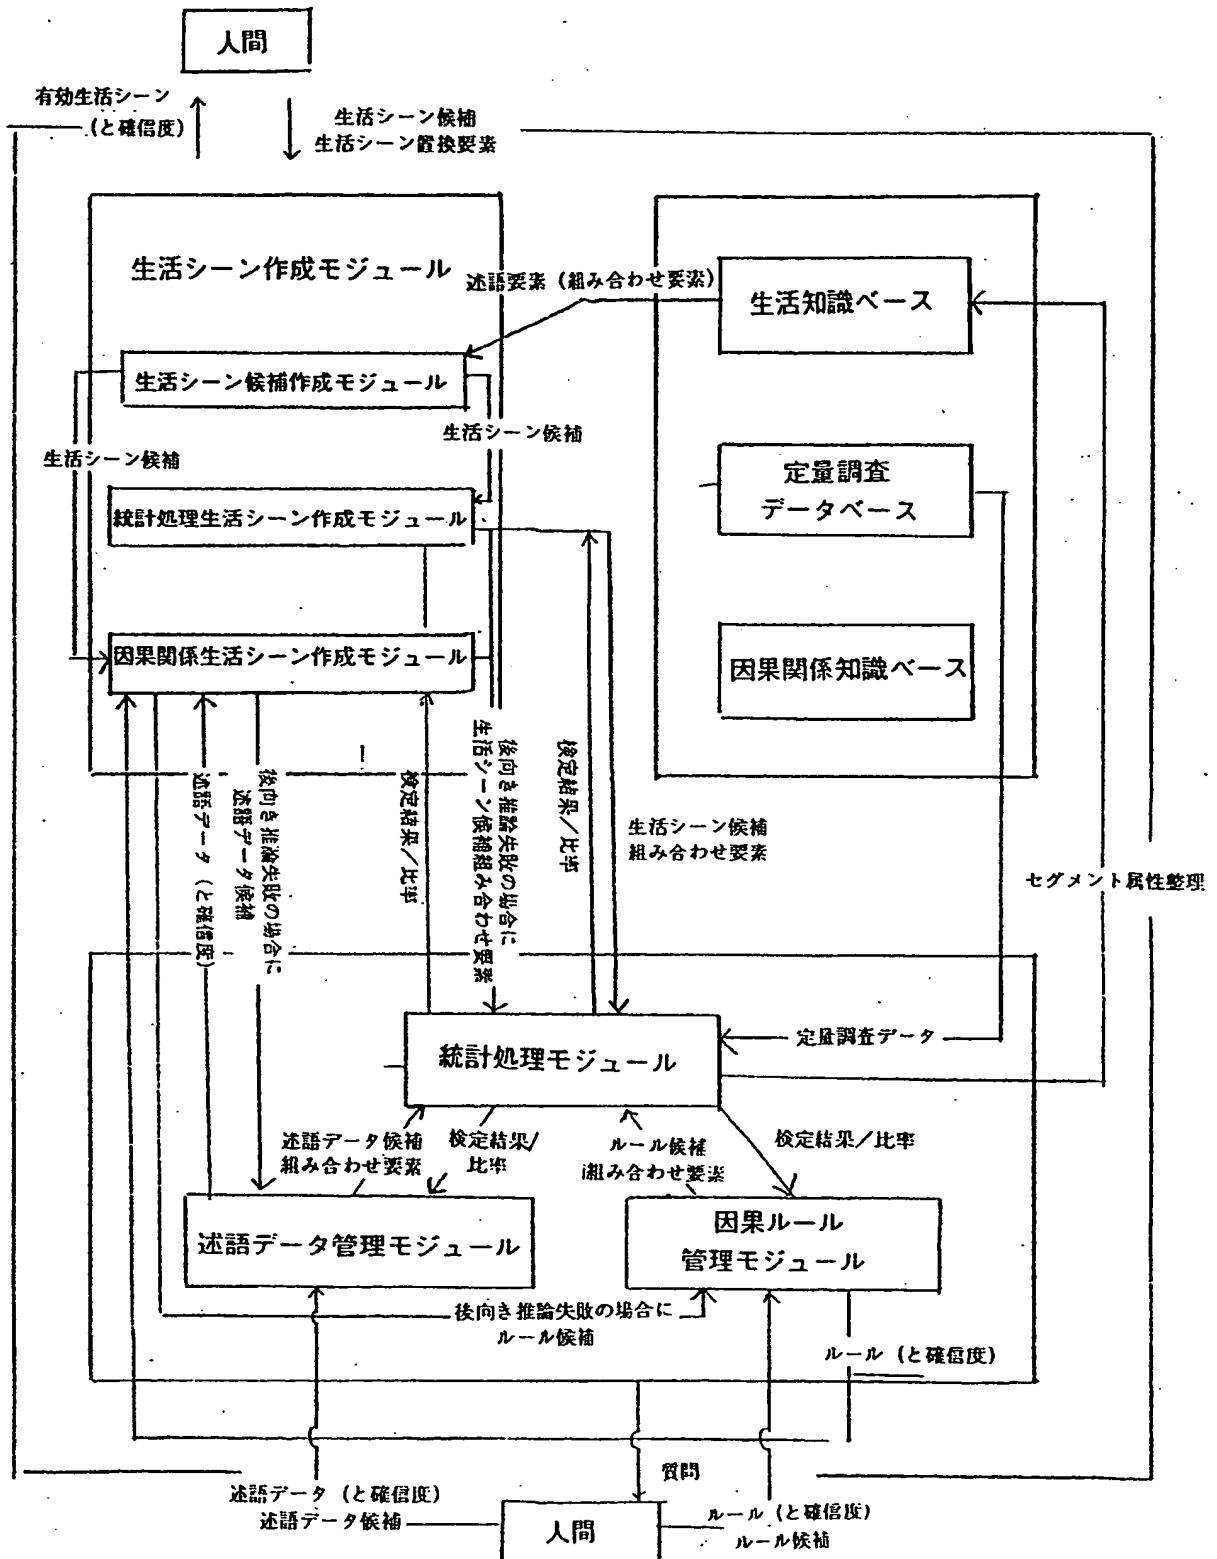 人間
有効生活シーン
(と確信度)
生活シーン候補
生活シーン置換要素
生活シーン作成モジュール
述語要素 (組み合わせ要素)
生活知識ベース
生活シーン候補作成モジュール
生活シーン候補
生活シーン候補
定量調査
データベース
統計処理生活シーン作成モジュール
因果関係生活シーン作成モジュール
因果関係知識ベース
述語データ (と確信度)
後向き推論失敗の場合に
述語データ候補
検定結果/比率
後向き推論失敗の場合に
生活シーン候補組み合わせ要素
検定結果/比率
生活シーン候補
組み合わせ要素
セグメント属性整理
定量調査データ
統計処理モジュール
述語データ候補
組み合わせ要素
検定結果/
比率
ルール候補
組み合わせ要素
検定結果/比率
述語データ管理モジュール
因果ルール
管理モジュール
後向き推論失敗の場合に
ルール候補
ルール (と確信度)
質問
述語データ (と確信度)
述語データ候補
人間
ルール (と確信度)
ルール候補